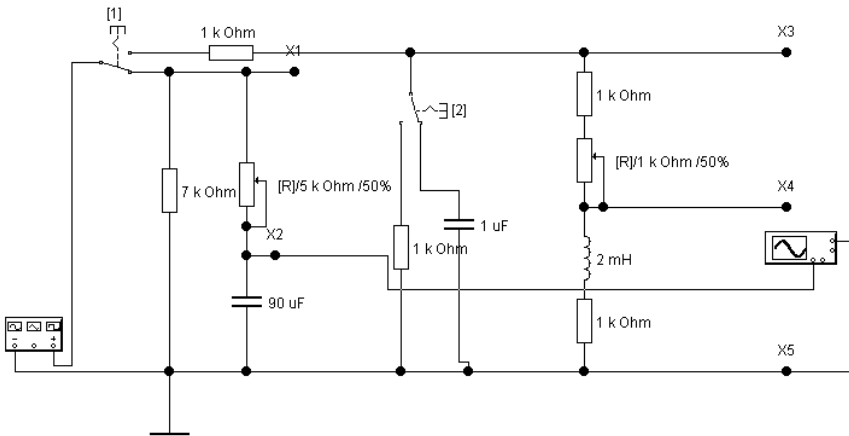 [1]
1 k Ohm
X1
X3
[2]
1 k Ohm
7 k Ohm
[R]/5 k Ohm /50%
[R]/1 k Ohm /50%
X4
X2
1 uF
1 k Ohm
2 mH
90 uF
1 k Ohm
X5